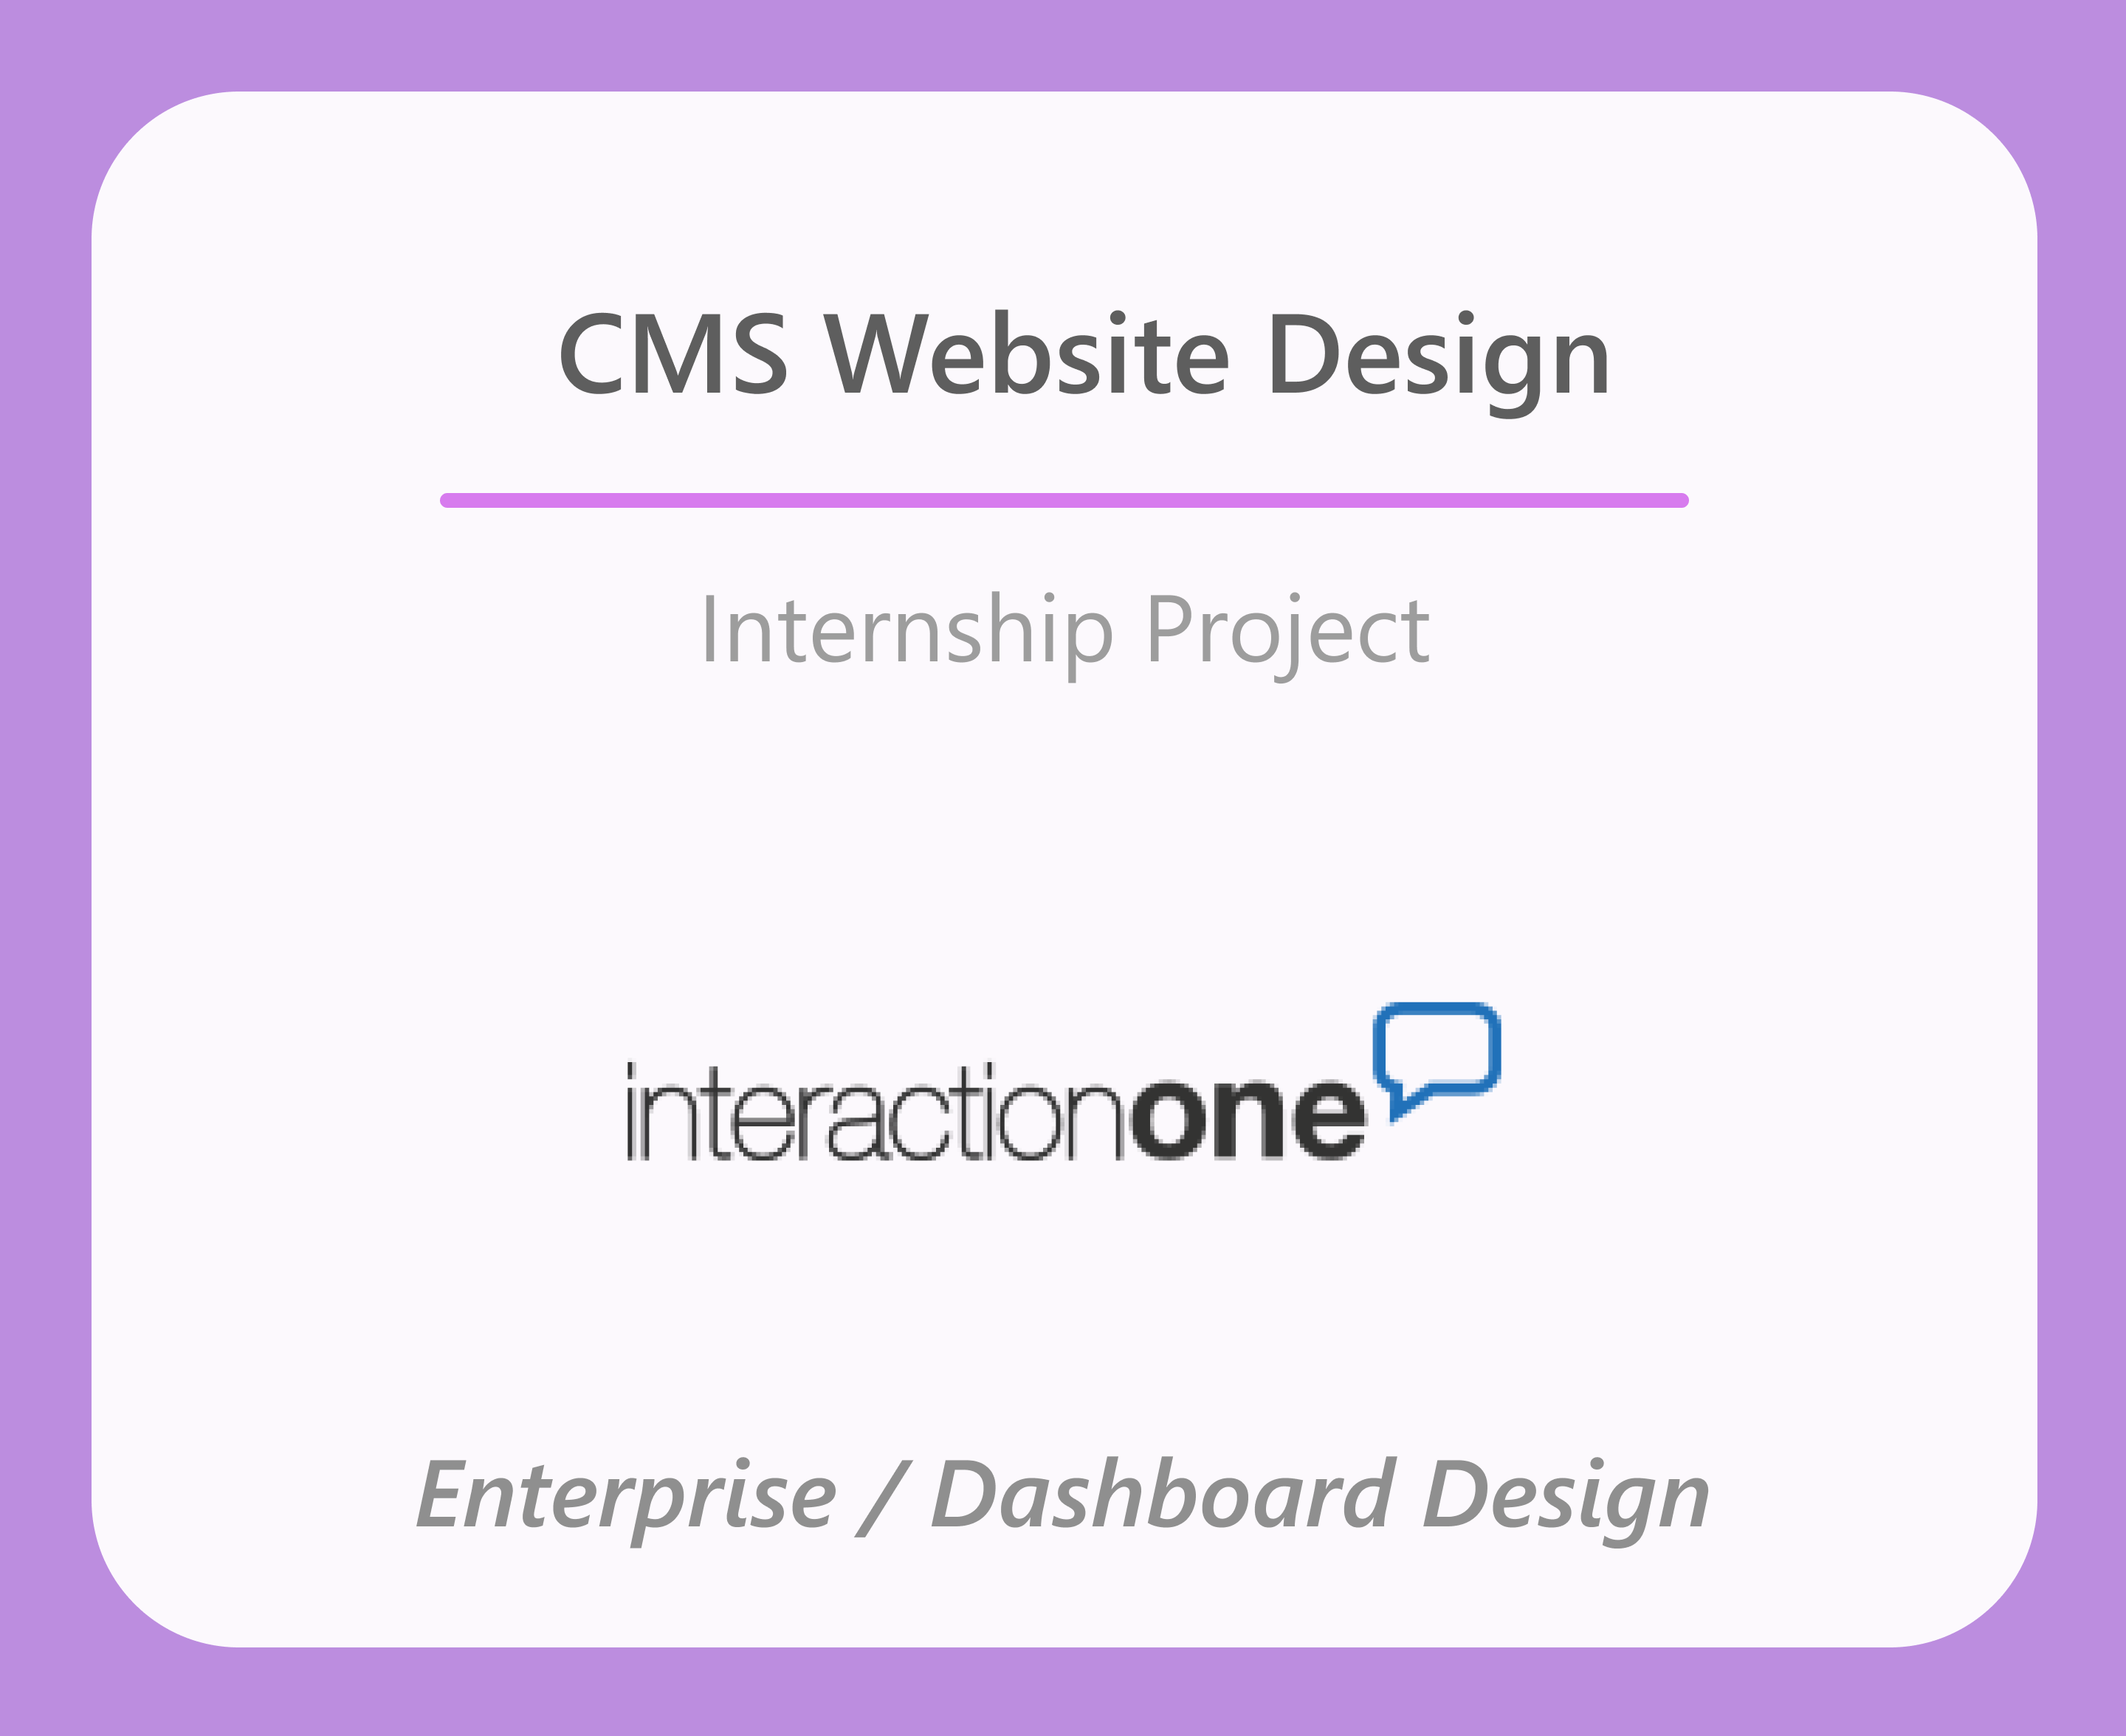 CMS Website Design
Internship Project
interactionone
Enterprise / Dashboard Design